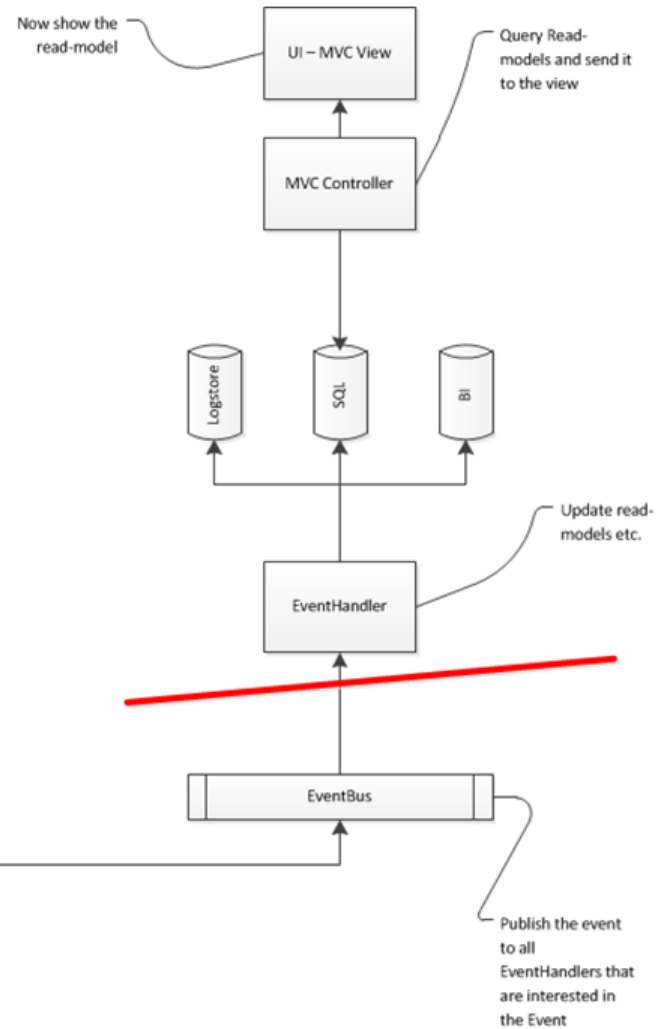 Now show the
read-model
UI – MVC View
Query Read-
models and send it
to the view
MVC Controller
Logstore
SQL
BI
Update read-
models etc.
EventHandler
EventBus
Publish the event
to all
EventHandlers that
are interested in
the Event